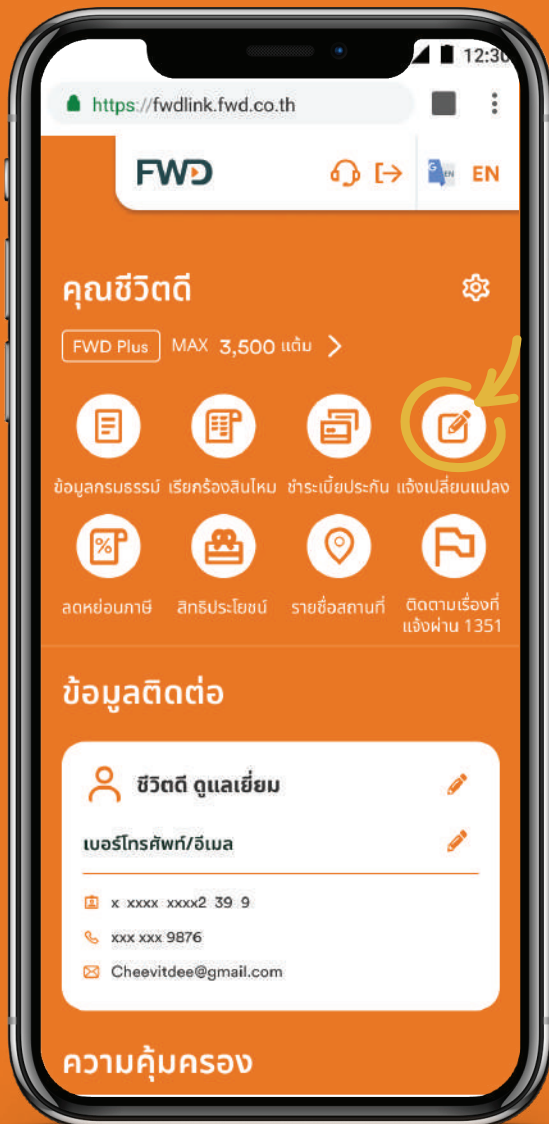 12:30
https://fwdlink.fwd.co.th
FWD EN
คุณชีวิตดี
FWD Plus MAX 3,500 แต้ม
ข้อมูลกรมธรรม์ เรียกร้องสินไหม ชำระเบี้ยประกัน แจ้งเปลี่ยนแปลง
ลดหย่อนภาษี สิทธิประโยชน์ รายชื่อสถานที่ ติดตามเรื่องที่
แจ้งผ่าน 1351
ข้อมูลติดต่อ
ชีวิตดี ดูแลเยี่ยม
เบอร์โทรศัพท์/อีเมล
x xxxx xxxx2 39 9
xxx xxx 9876
Cheevitdee@gmail.com
ความคุ้มครอง